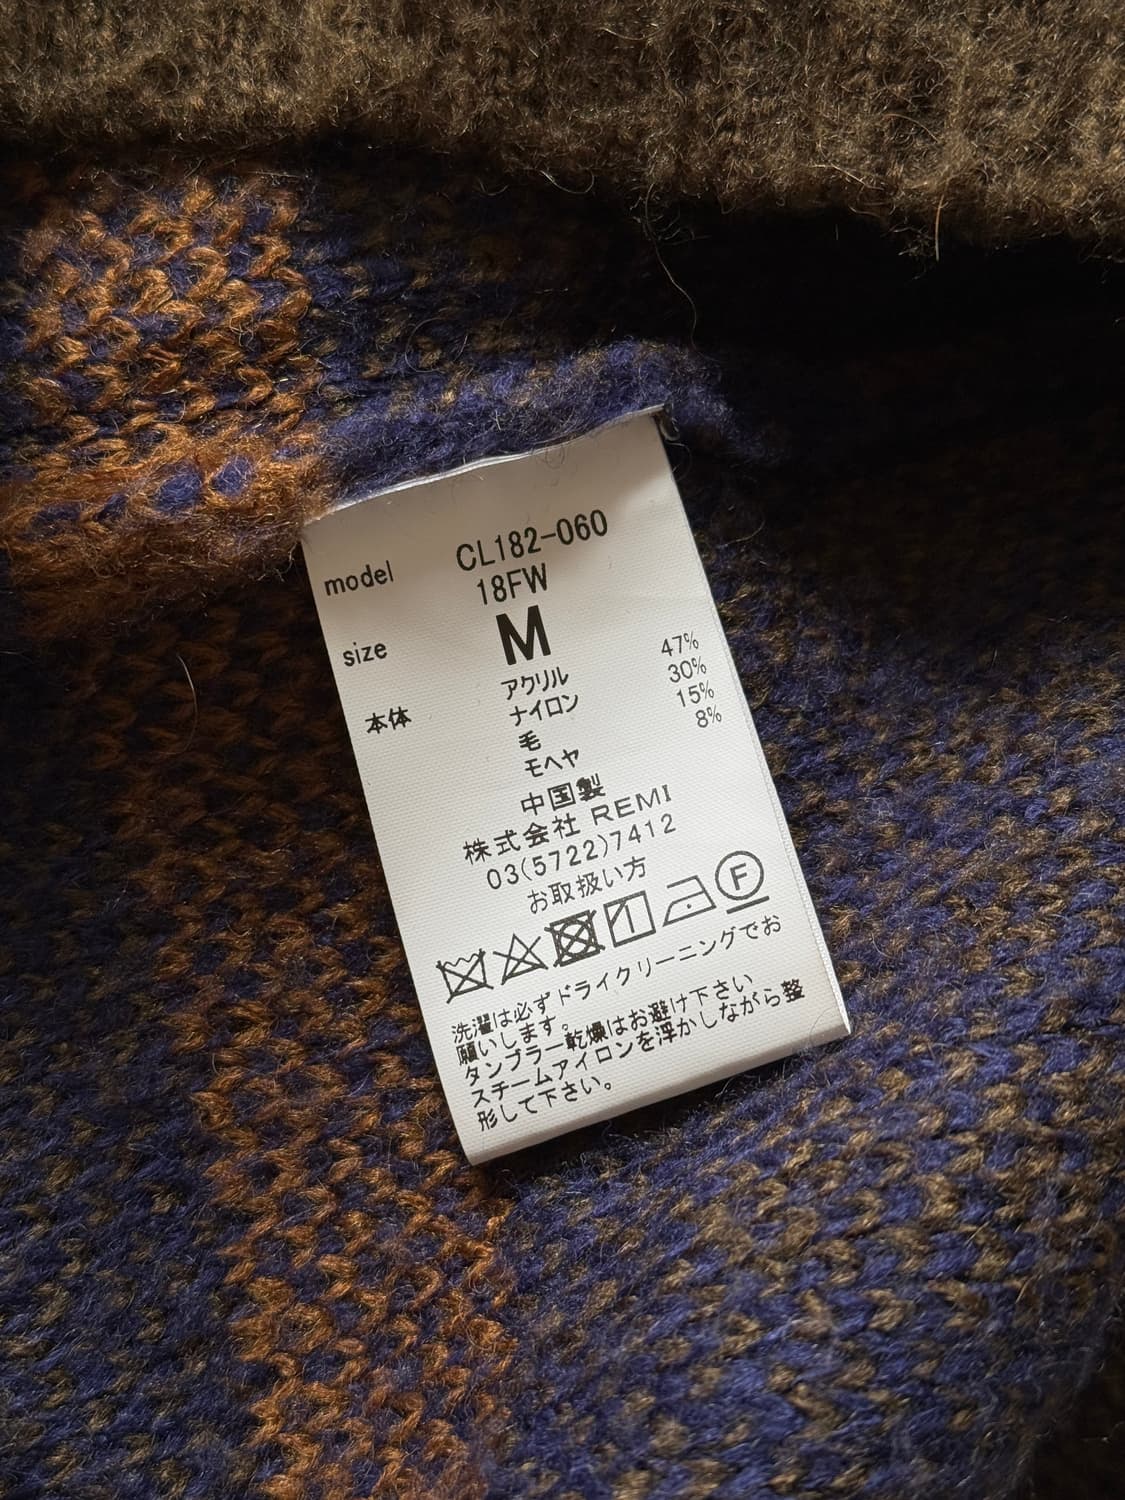 model CL182-060
18FW
size M
本体 アクリル 47%
ナイロン 30%
毛 15%
モヘヤ 8%
中国製
株式会社 REMI
03(5722)7412
お取扱い方
F
洗濯は必ずドライクリーニングでお
願いします。
タンブラー乾燥はお避け下さい
スチームアイロンを浮かしながら整
形して下さい。